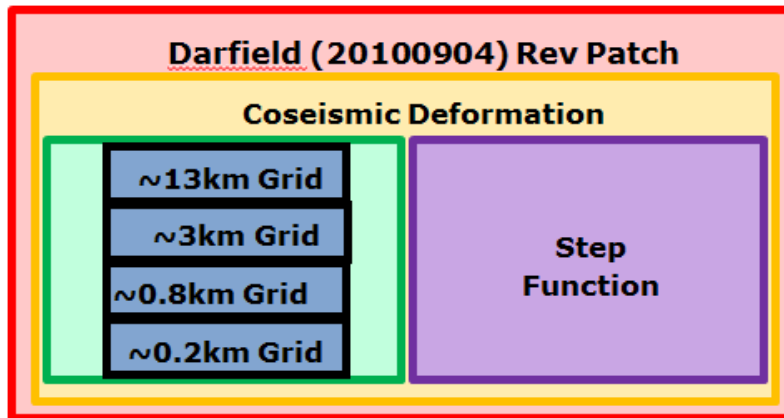 Darfield (20100904) Rev Patch
Coseismic Deformation
~13km Grid
~3km Grid
~0.8km Grid
~0.2km Grid
Step
Function